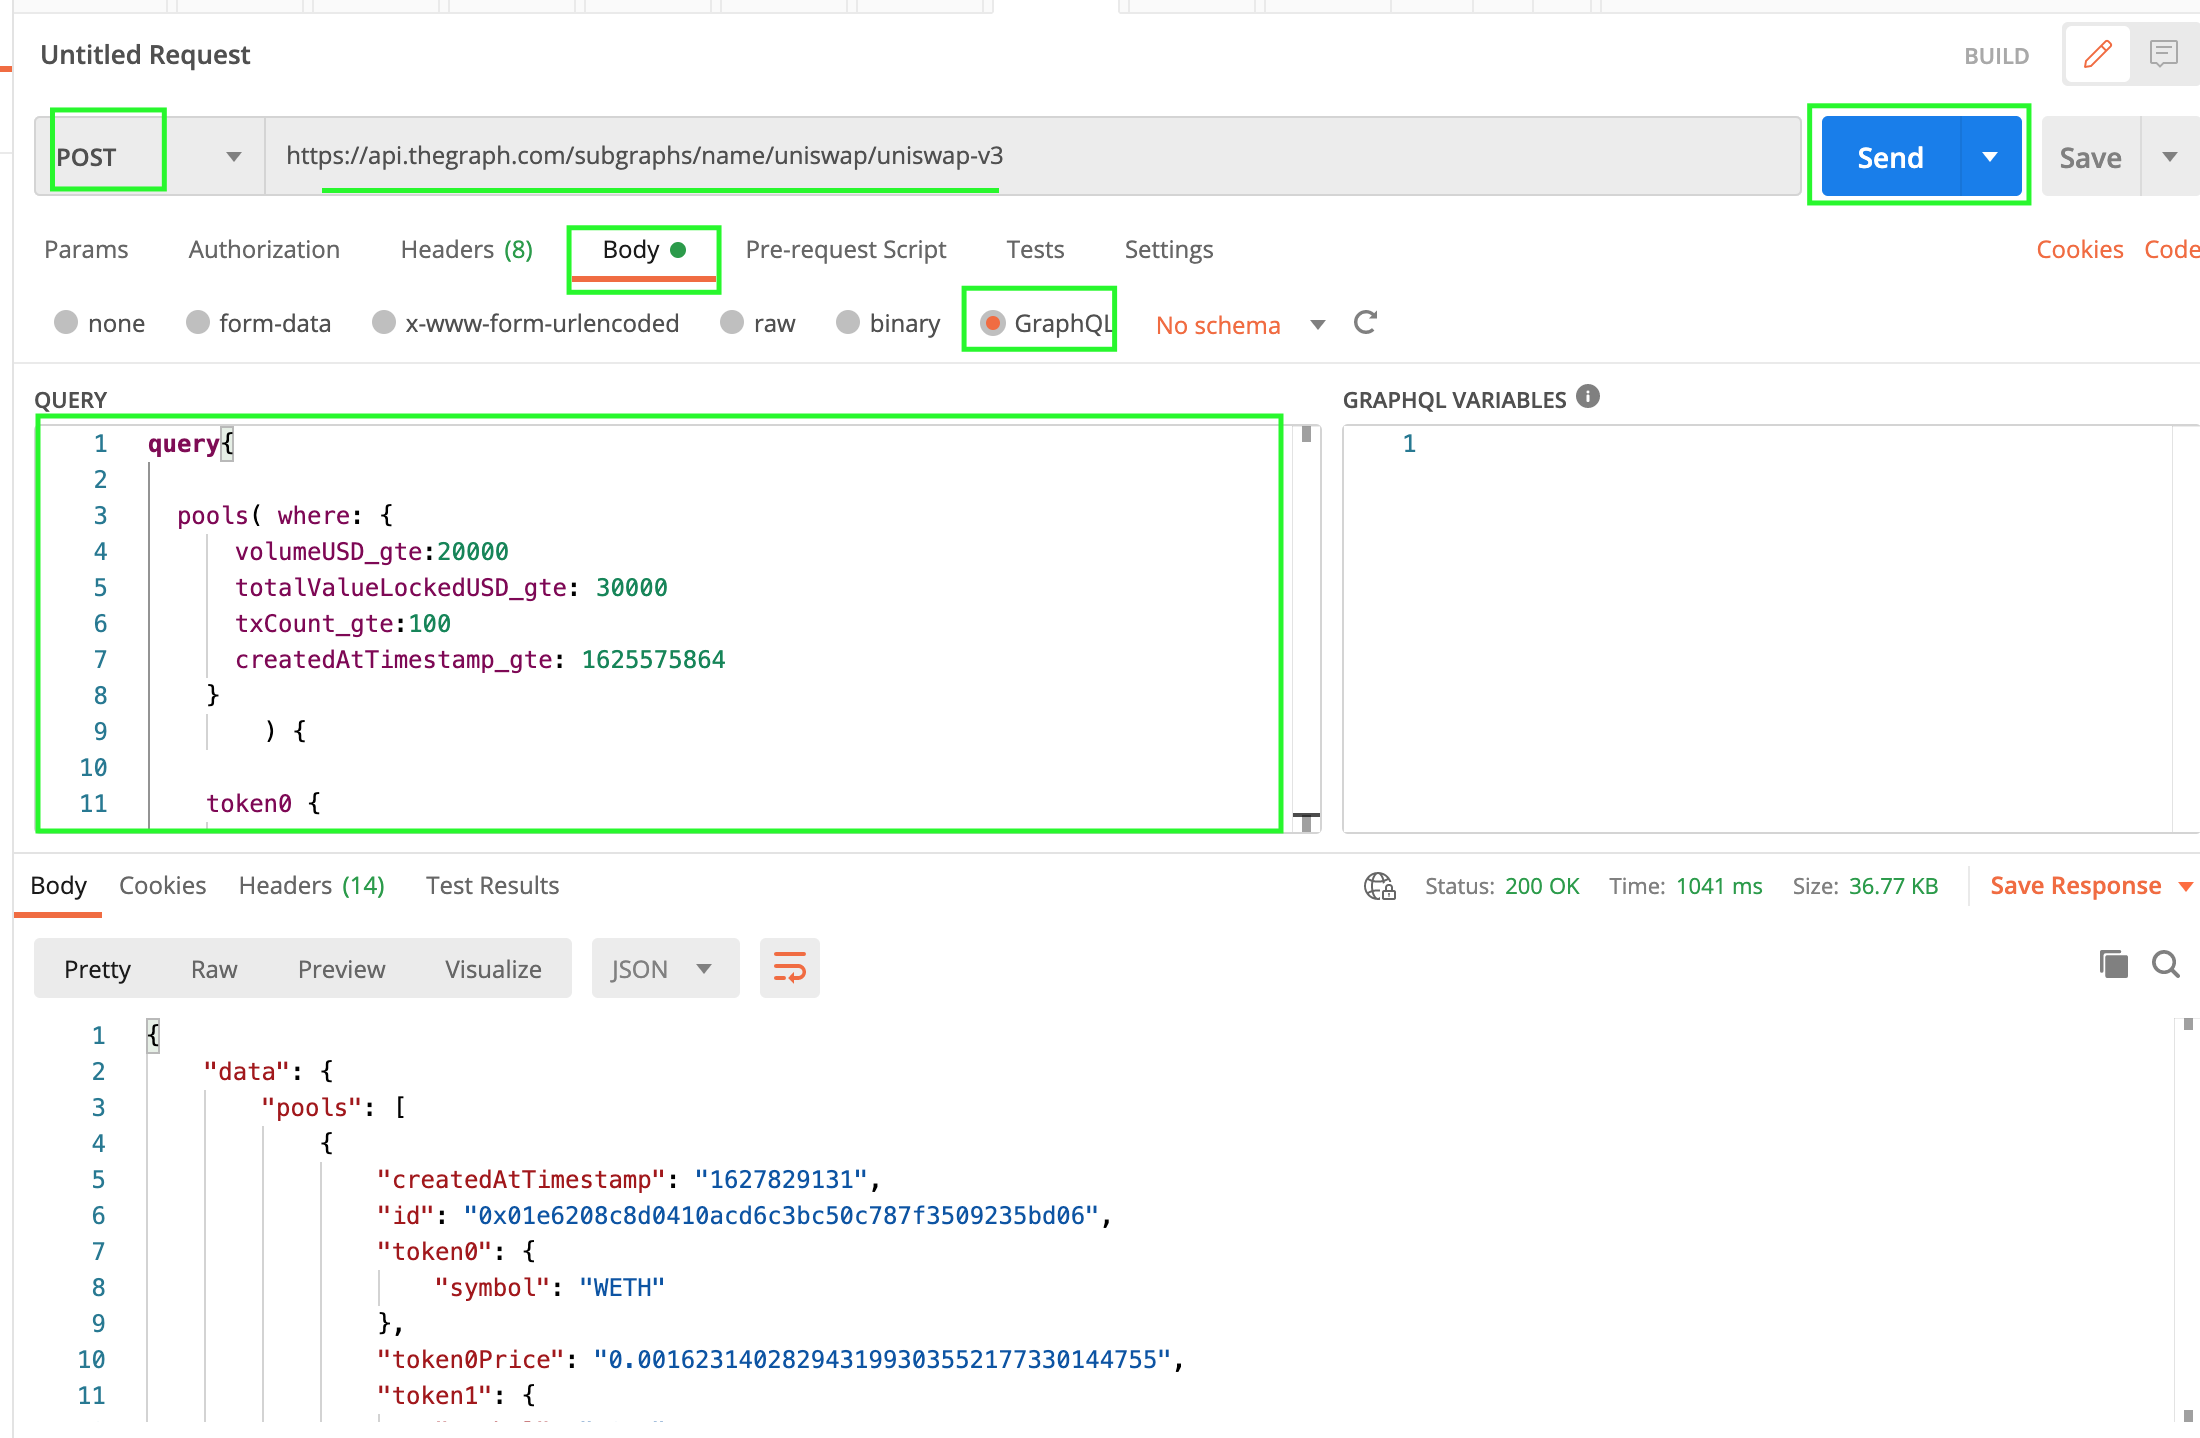 Untitled Request
BUILD
POST
https://api.thegraph.com/subgraphs/name/uniswap/uniswap-v3
Send
Save
Params Authorization Headers (8) Body Pre-request Script Tests Settings Cookies Code
none form-data x-www-form-urlencoded raw binary GraphQL No schema
QUERY
1 query{
2
3 pools( where: {
4 volumeUSD_gte:20000
5 totalValueLockedUSD_gte: 30000
6 txCount_gte:100
7 createdAtTimestamp_gte: 1625575864
8 }
9 ) {
10
11 token0 {
GRAPHQL VARIABLES
1
Body Cookies Headers (14) Test Results Status: 200 OK Time: 1041 ms Size: 36.77 KB Save Response
Pretty Raw Preview Visualize JSON
1 {
2 "data": {
3 "pools": [
4 {
5 "createdAtTimestamp": "1627829131",
6 "id": "0x01e6208c8d0410acd6c3bc50c787f3509235bd06",
7 "token0": {
8 "symbol": "WETH"
9 },
10 "token0Price": "0.001623140282943199303552177330144755",
11 "token1": {